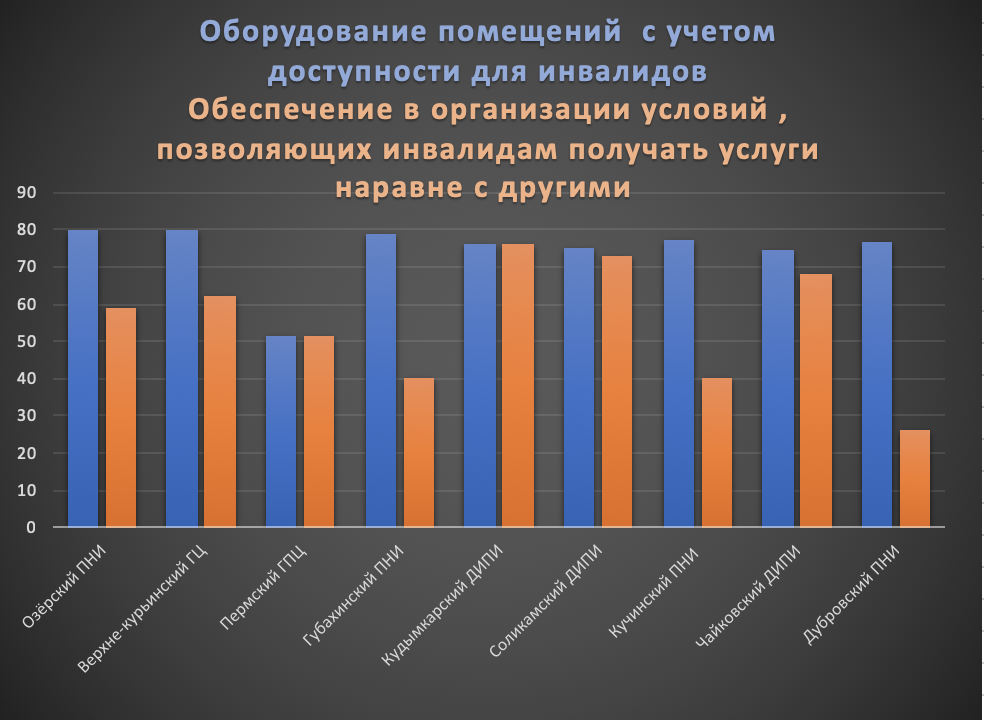 Оборудование помещений с учетом
доступности для инвалидов
Обеспечение в организации условий ,
позволяющих инвалидам получать услуги
наравне с другими
90
80
70
60
50
40
30
20
10
0
Озёрский ПНИ
Верхне-курьинский ГЦ
Пермский ГПЦ
Губахинский ПНИ
Кудымкарский ДИПИ
Соликамский ДИПИ
Кучинский ПНИ
Чайковский ДИПИ
Дубровский ПНИ